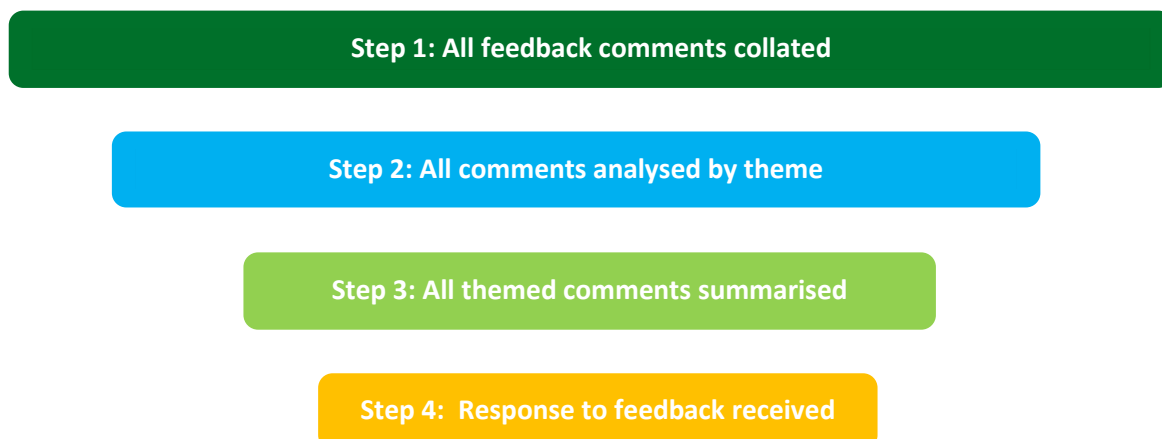 Step 1: All feedback comments collated
Step 2: All comments analysed by theme
Step 3: All themed comments summarised
Step 4:  Response to feedback received